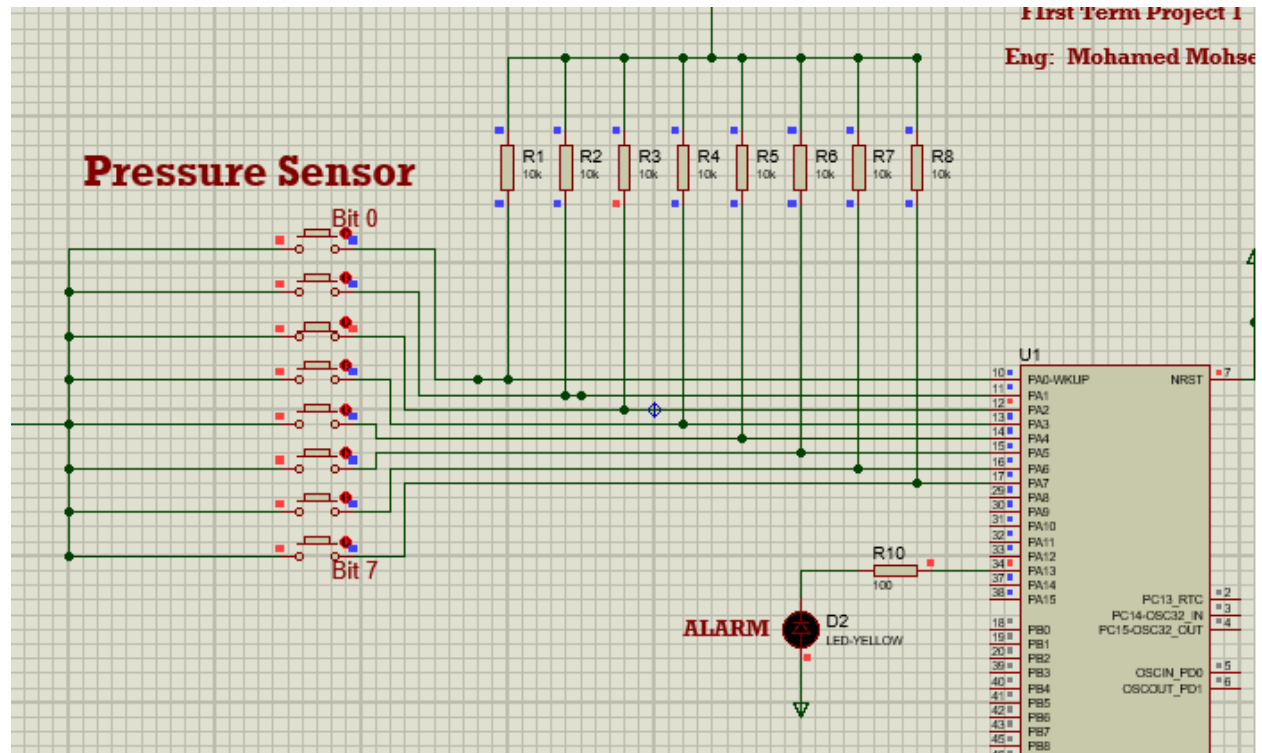 FIrst Term Project 1
Eng: Mohamed Mohse
Pressure Sensor
Bit 0
R1 R2 R3 R4 R5 R6 R7 R8
10k 10k 10k 10k 10k 10k 10k 10k
Bit 7
U1
10 PA0-WKUP NRST 7
11 PA1
12 PA2
13 PA3
14 PA4
15 PA5
16 PA6
17 PA7
29 PA8
30 PA9
31 PA10
32 PA11
33 PA12
34 PA13
37 PA14
38 PA15
PC13_RTC 2
PC14-OSC32_IN 3
PC15-OSC32_OUT 4
18 PB0
19 PB1
20 PB2
39 PB3 OSCIN_PD0 5
40 PB4 OSCOUT_PD1 6
41 PB5
42 PB6
43 PB7
45 PB8
R10
100
ALARM
D2
LED-YELLOW